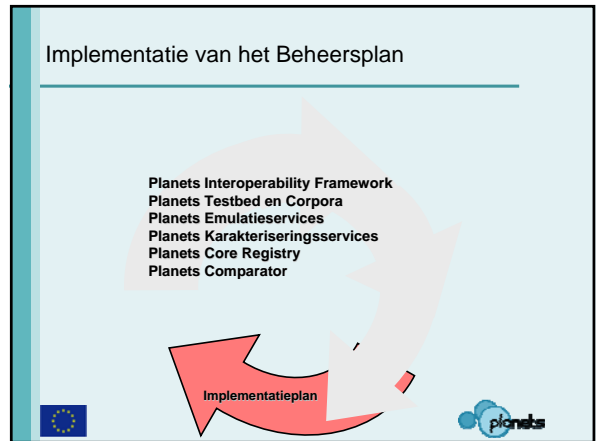 Implementatie van het Beheersplan
Planets Interoperability Framework
Planets Testbed en Corpora
Planets Emulatieservices
Planets Karakteriseringsservices
Planets Core Registry
Planets Comparator
Implementatieplan
planets